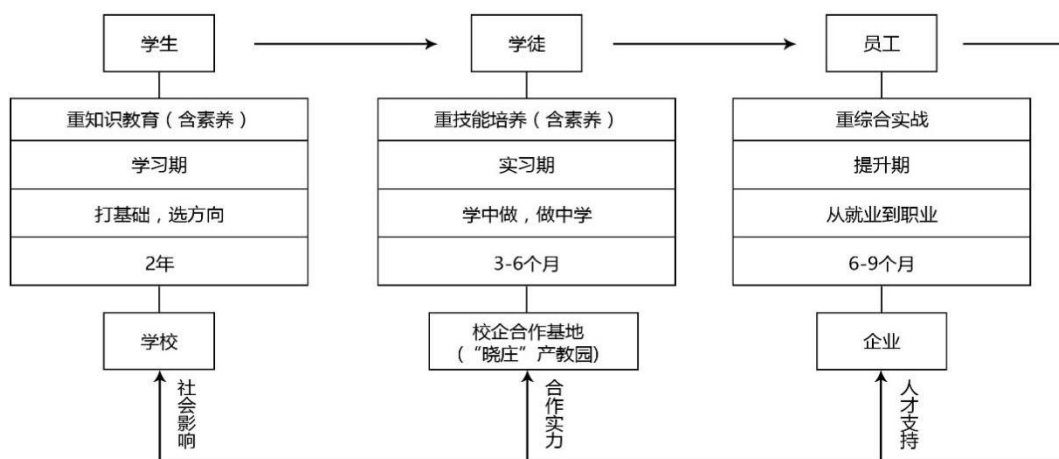 学生
学徒
员工
重知识教育（含素养）
重技能培养（含素养）
重综合实战
学习期
实习期
提升期
打基础，选方向
学中做，做中学
从就业到职业
2年
3-6个月
6-9个月
学校
校企合作基地
（“晓庄”产教园)
企业
社会影响
合作实力
人才支持